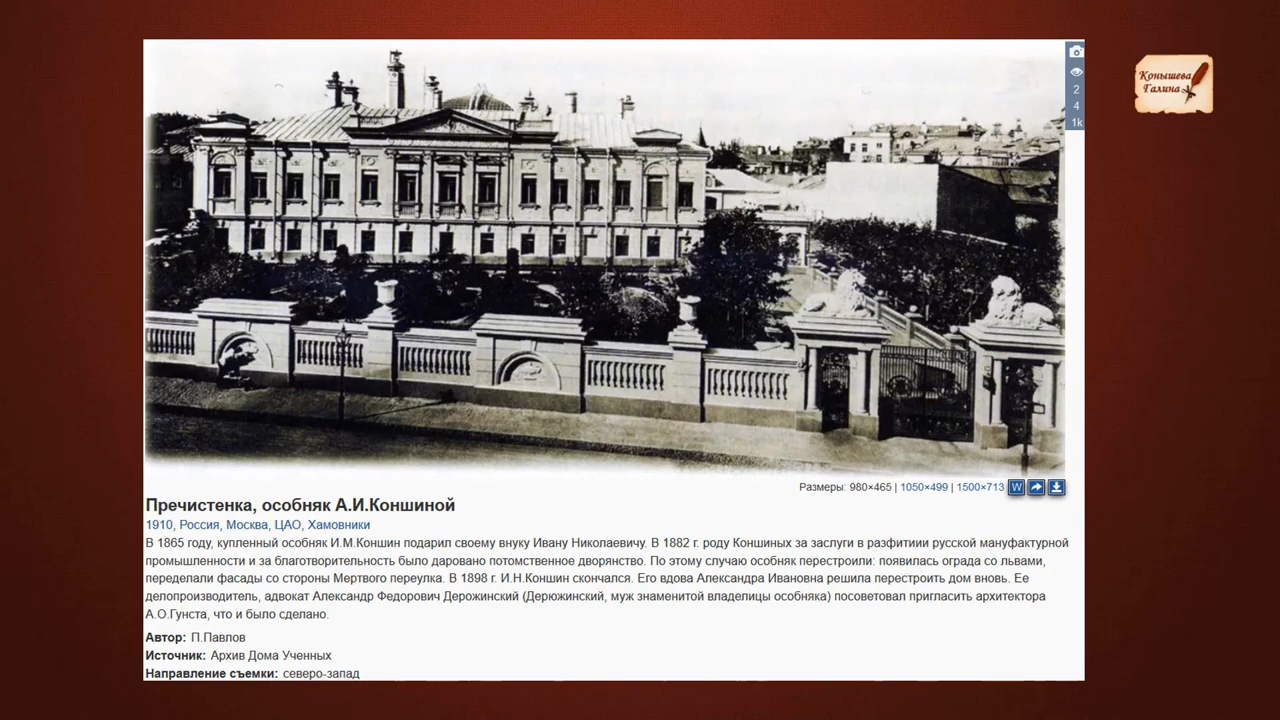 Конышева
Галина
2
4
1k
Размеры: 980×465 | 1050×499 | 1500×713 W
Пречистенка, особняк А.И.Коншиной
1910, Россия, Москва, ЦАО, Хамовники
В 1865 году, купленный особняк И.М.Коншин подарил своему внуку Ивану Николаевичу. В 1882 г. роду Коншиных за заслуги в разфитиии русской мануфактурной
промышленности и за благотворительность было даровано потомственное дворянство. По этому случаю особняк перестроили: появилась ограда со львами,
переделали фасады со стороны Мертвого переулка. В 1898 г. И.Н.Коншин скончался. Его вдова Александра Ивановна решила перестроить дом вновь. Ее
делопроизводитель, адвокат Александр Федорович Дерожинский (Дерюжинский, муж знаменитой владелицы особняка) посоветовал пригласить архитектора
А.О.Гунста, что и было сделано.
Автор: П.Павлов
Источник: Архив Дома Ученных
Направление съемки: северо-запад